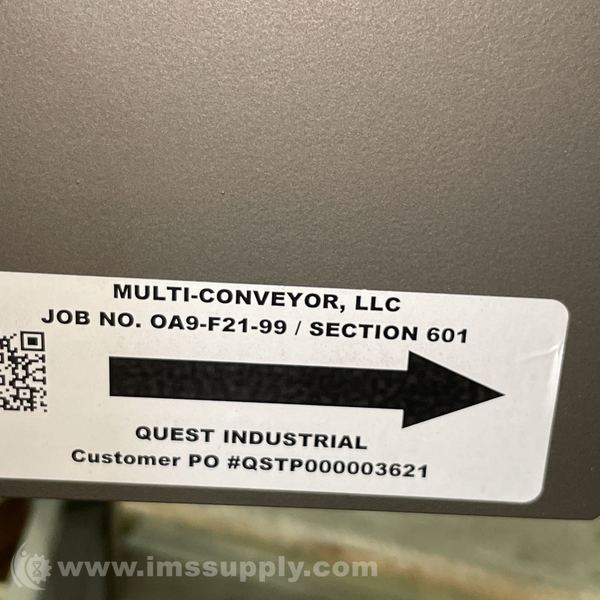 MULTI-CONVEYOR, LLC
JOB NO. OA9-F21-99 / SECTION 601
QUEST INDUSTRIAL
Customer PO #QSTP000003621
www.imssupply.com